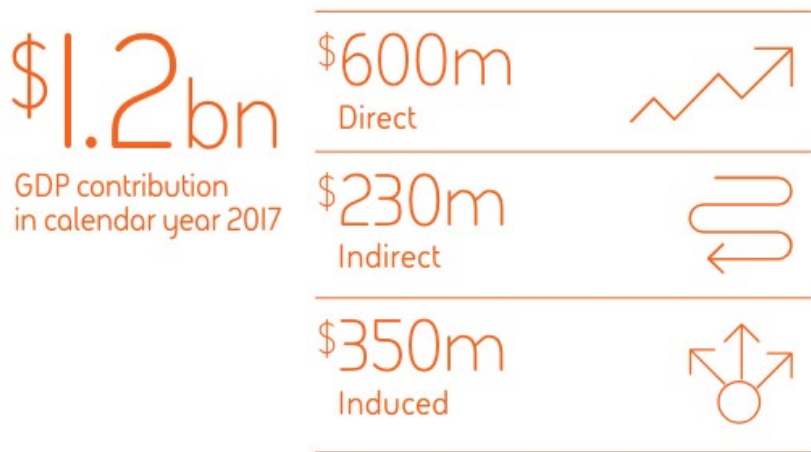 $1.2bn
GDP contribution
in calendar year 2017
$600m
Direct
$230m
Indirect
$350m
Induced